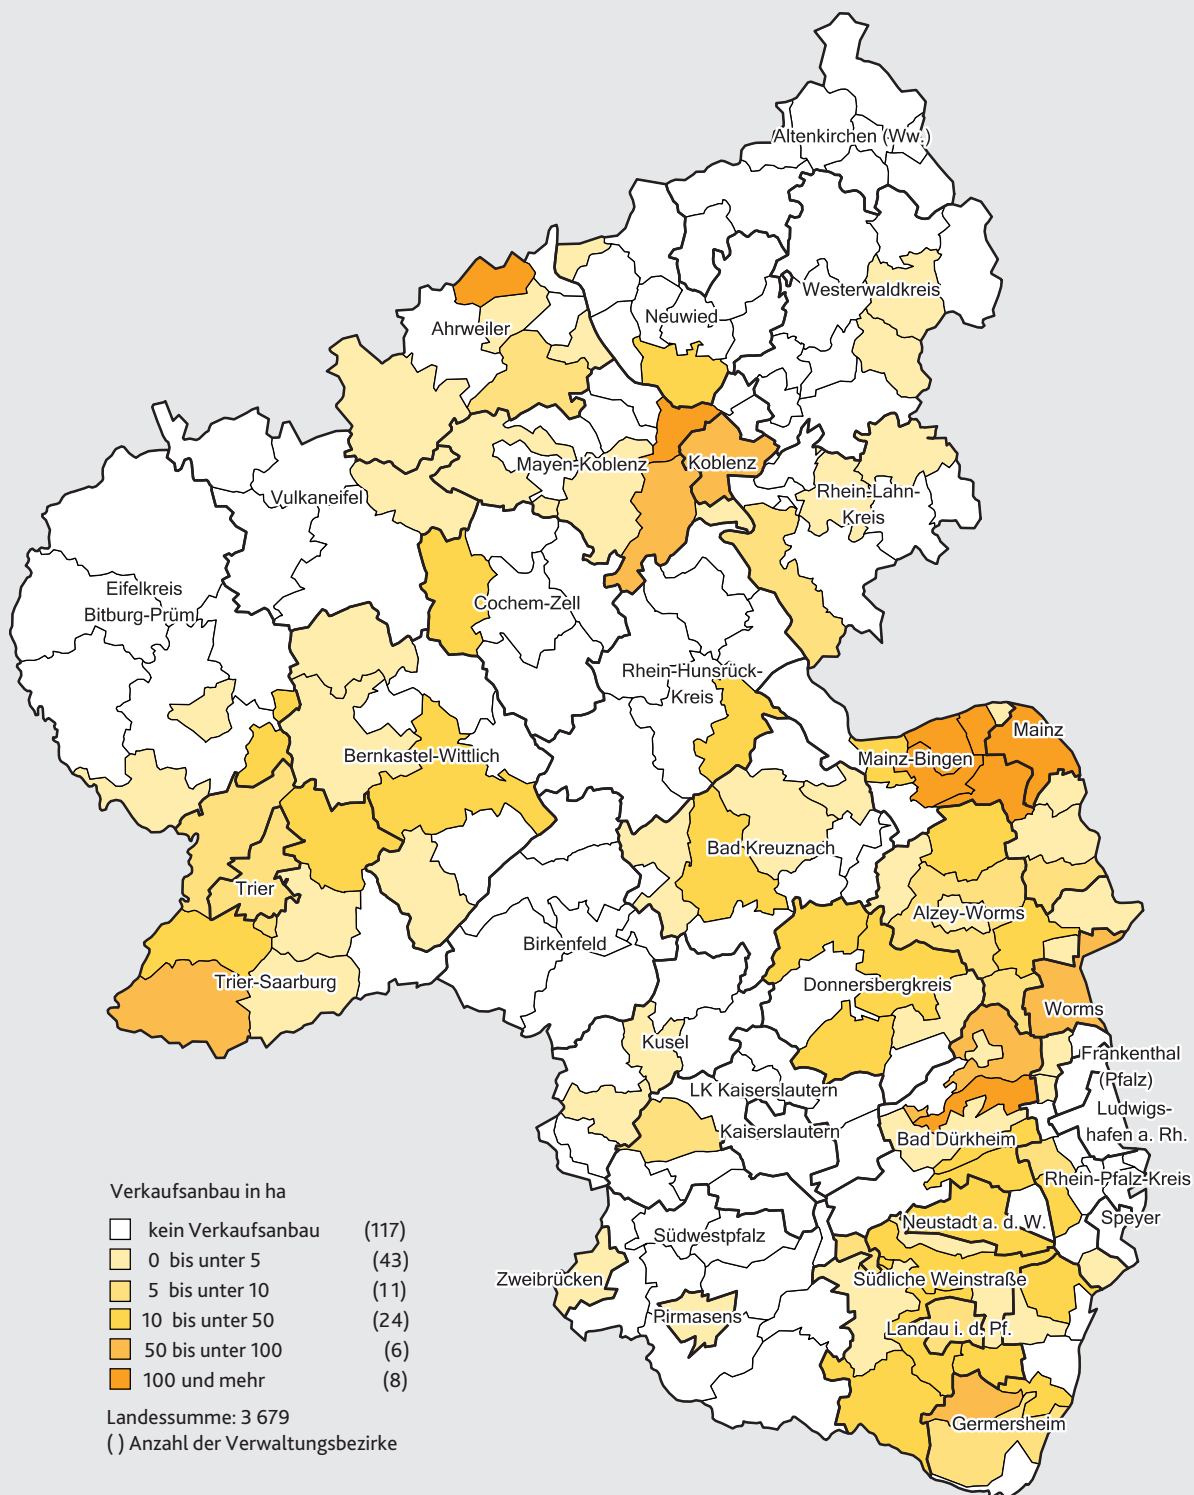 Altenkirchen (Ww.)
Westerwaldkreis
Neuwied
Ahrweiler
Mayen-Koblenz
Koblenz
Rhein-Lahn-
Kreis
Vulkaneifel
Eifelkreis
Bitburg-Prüm
Cochem-Zell
Rhein-Hunsrück-
Kreis
Mainz
Mainz-Bingen
Bernkastel-Wittlich
Bad Kreuznach
Trier
Alzey-Worms
Birkenfeld
Trier-Saarburg
Donnersbergkreis
Worms
Kusel
Frankenthal
(Pfalz)
LK Kaiserslautern
Ludwigs-
hafen a. Rh.
Kaiserslautern
Bad Dürkheim
Rhein-Pfalz-Kreis
Speyer
Neustadt a. d. W.
Südwestpfalz
Zweibrücken
Südliche Weinstraße
Pirmasens
Landau i. d. Pf.
Germersheim
Verkaufsanbau in ha
kein Verkaufsanbau (117)
0 bis unter 5 (43)
5 bis unter 10 (11)
10 bis unter 50 (24)
50 bis unter 100 (6)
100 und mehr (8)
Landessumme: 3 679
( ) Anzahl der Verwaltungsbezirke